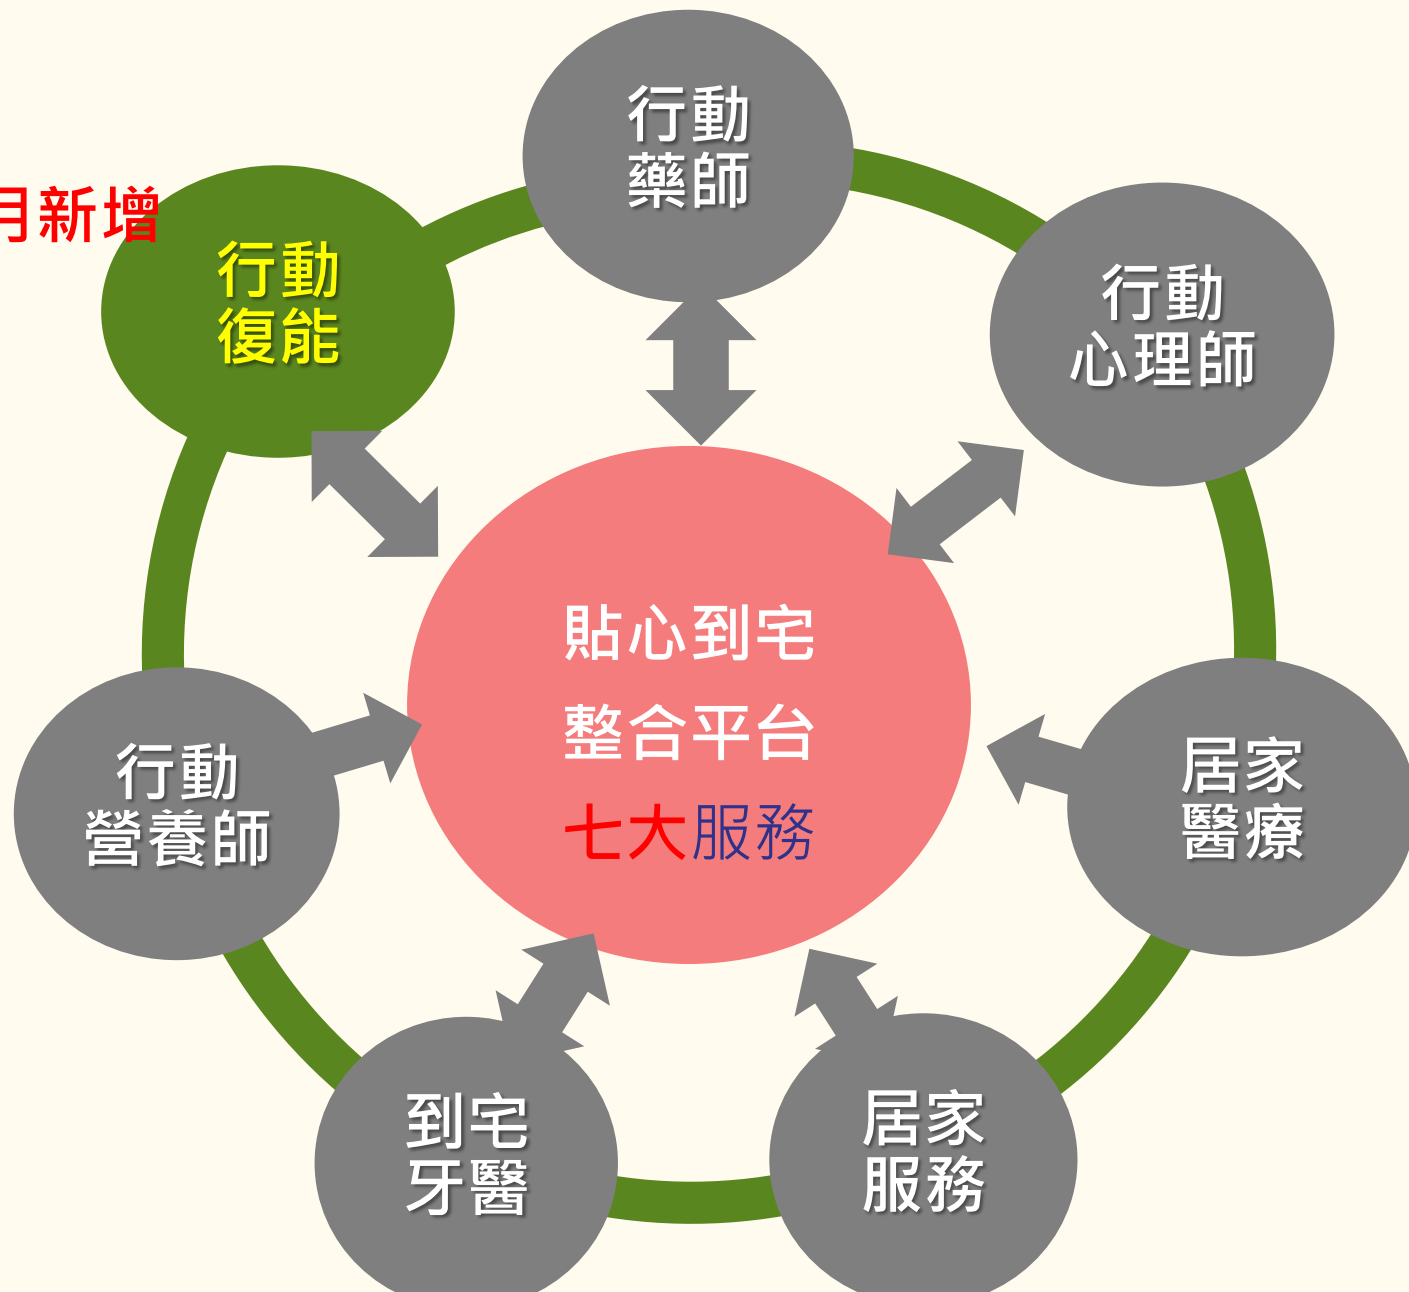 行動
藥師
月新增
行動
復能
行動
心理師
貼心到宅
整合平台
七大服務
行動
營養師
居家
醫療
到宅
牙醫
居家
服務